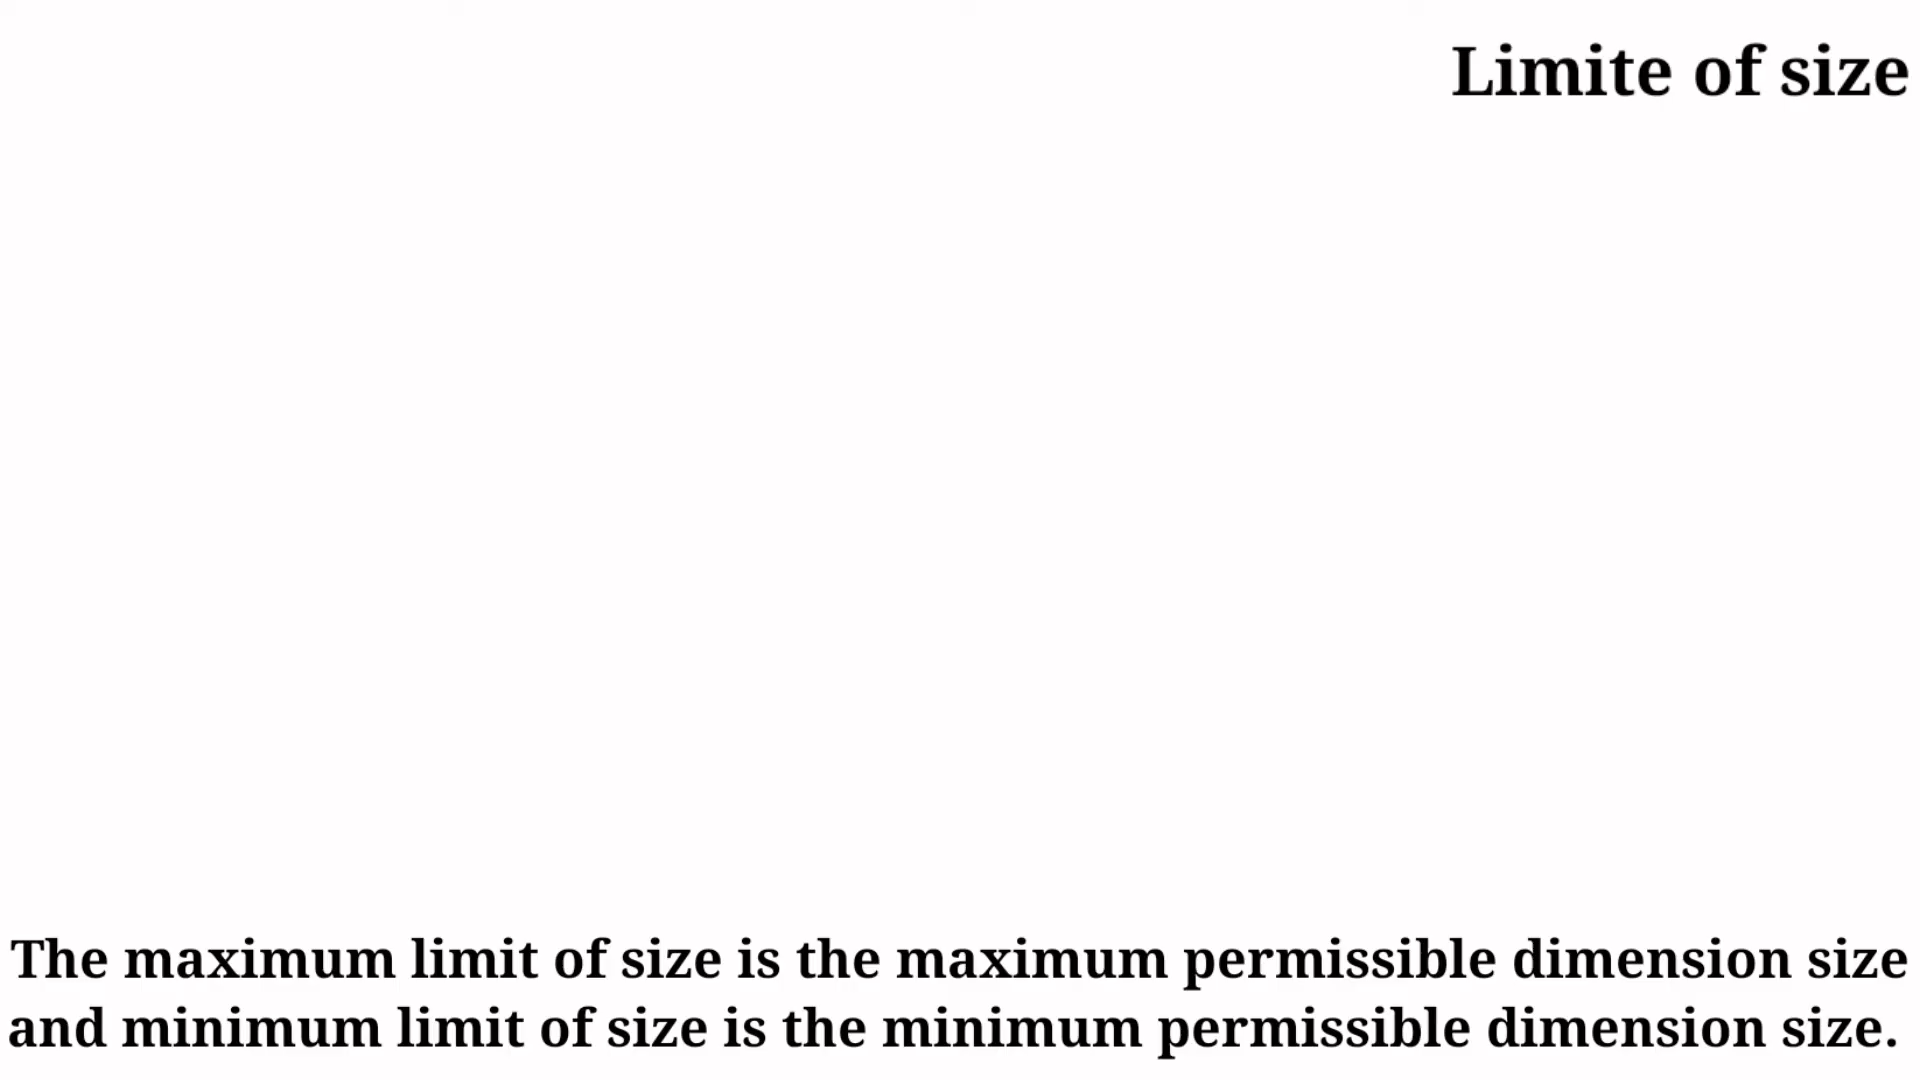 Limite of size
The maximum limit of size is the maximum permissible dimension size
and minimum limit of size is the minimum permissible dimension size.